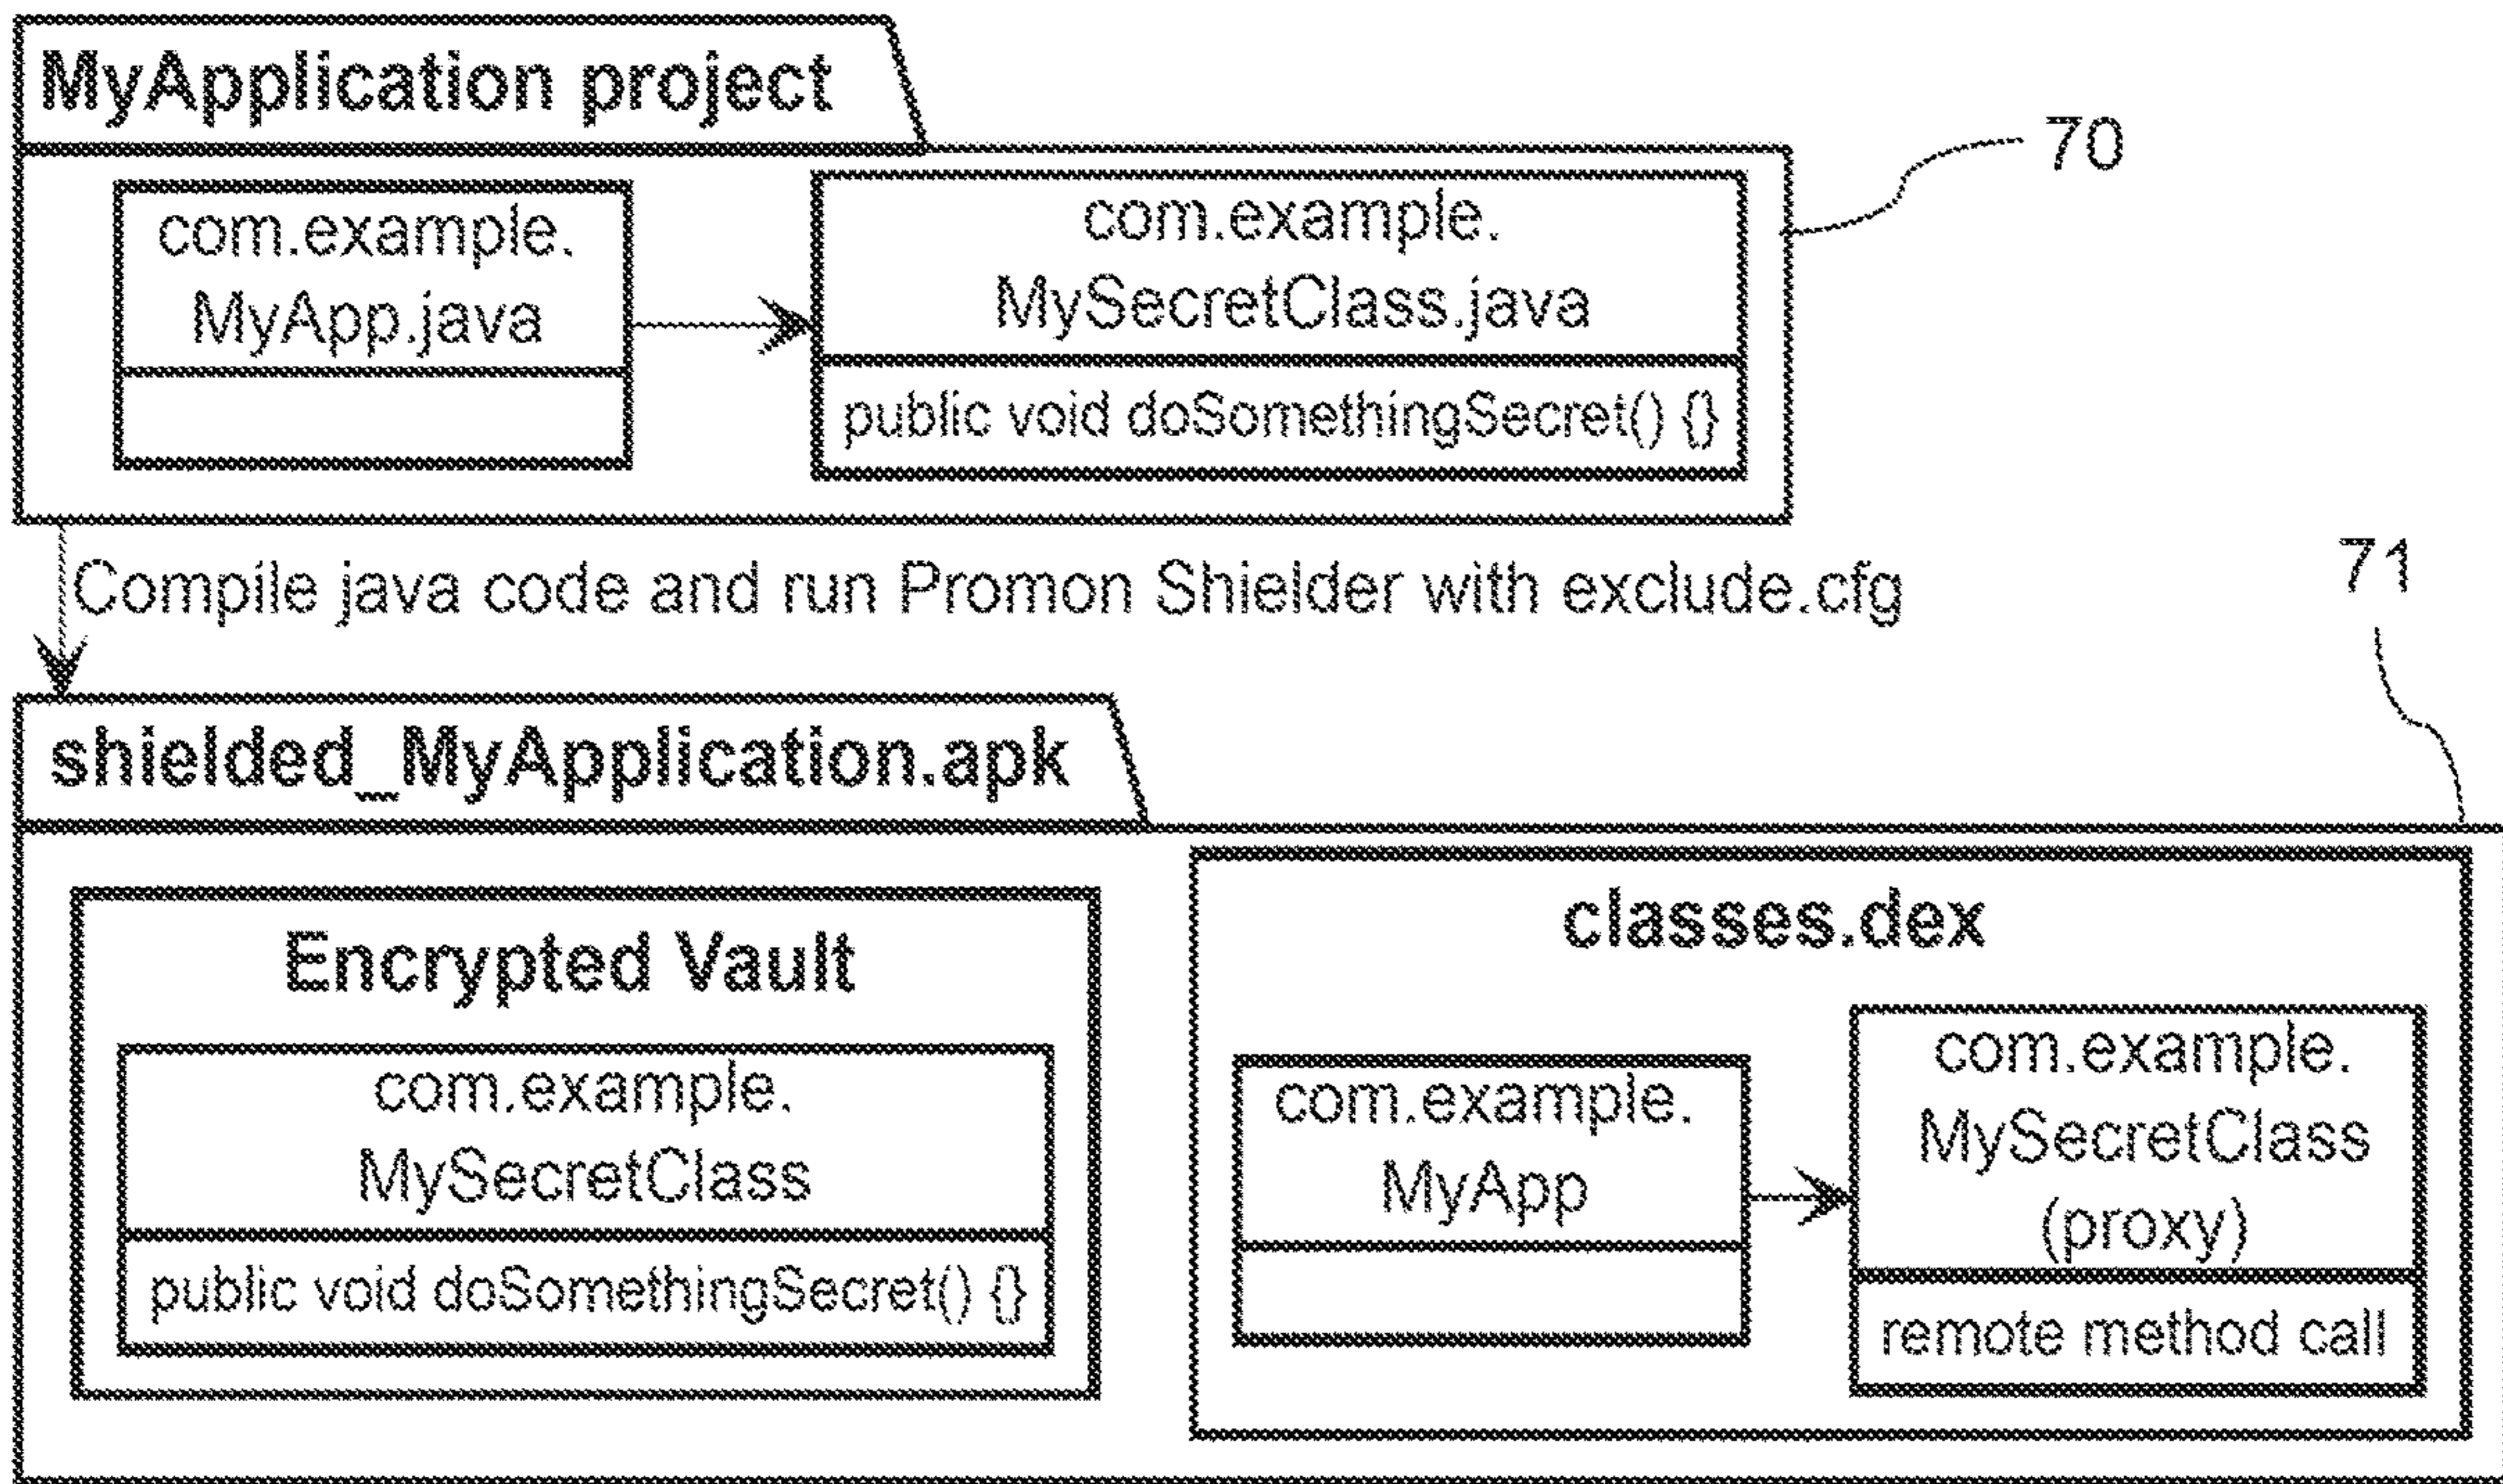 MyApplication project
70
com.example.
MyApp.java
com.example.
MySecretClass.java
public void doSomethingSecret() {}
Compile java code and run Promon Shielder with exclude.cfg
71
shielded_MyApplication.apk
Encrypted Vault
com.example.
MySecretClass
public void doSomethingSecret() {}
classes.dex
com.example.
MyApp
com.example.
MySecretClass
(proxy)
remote method call